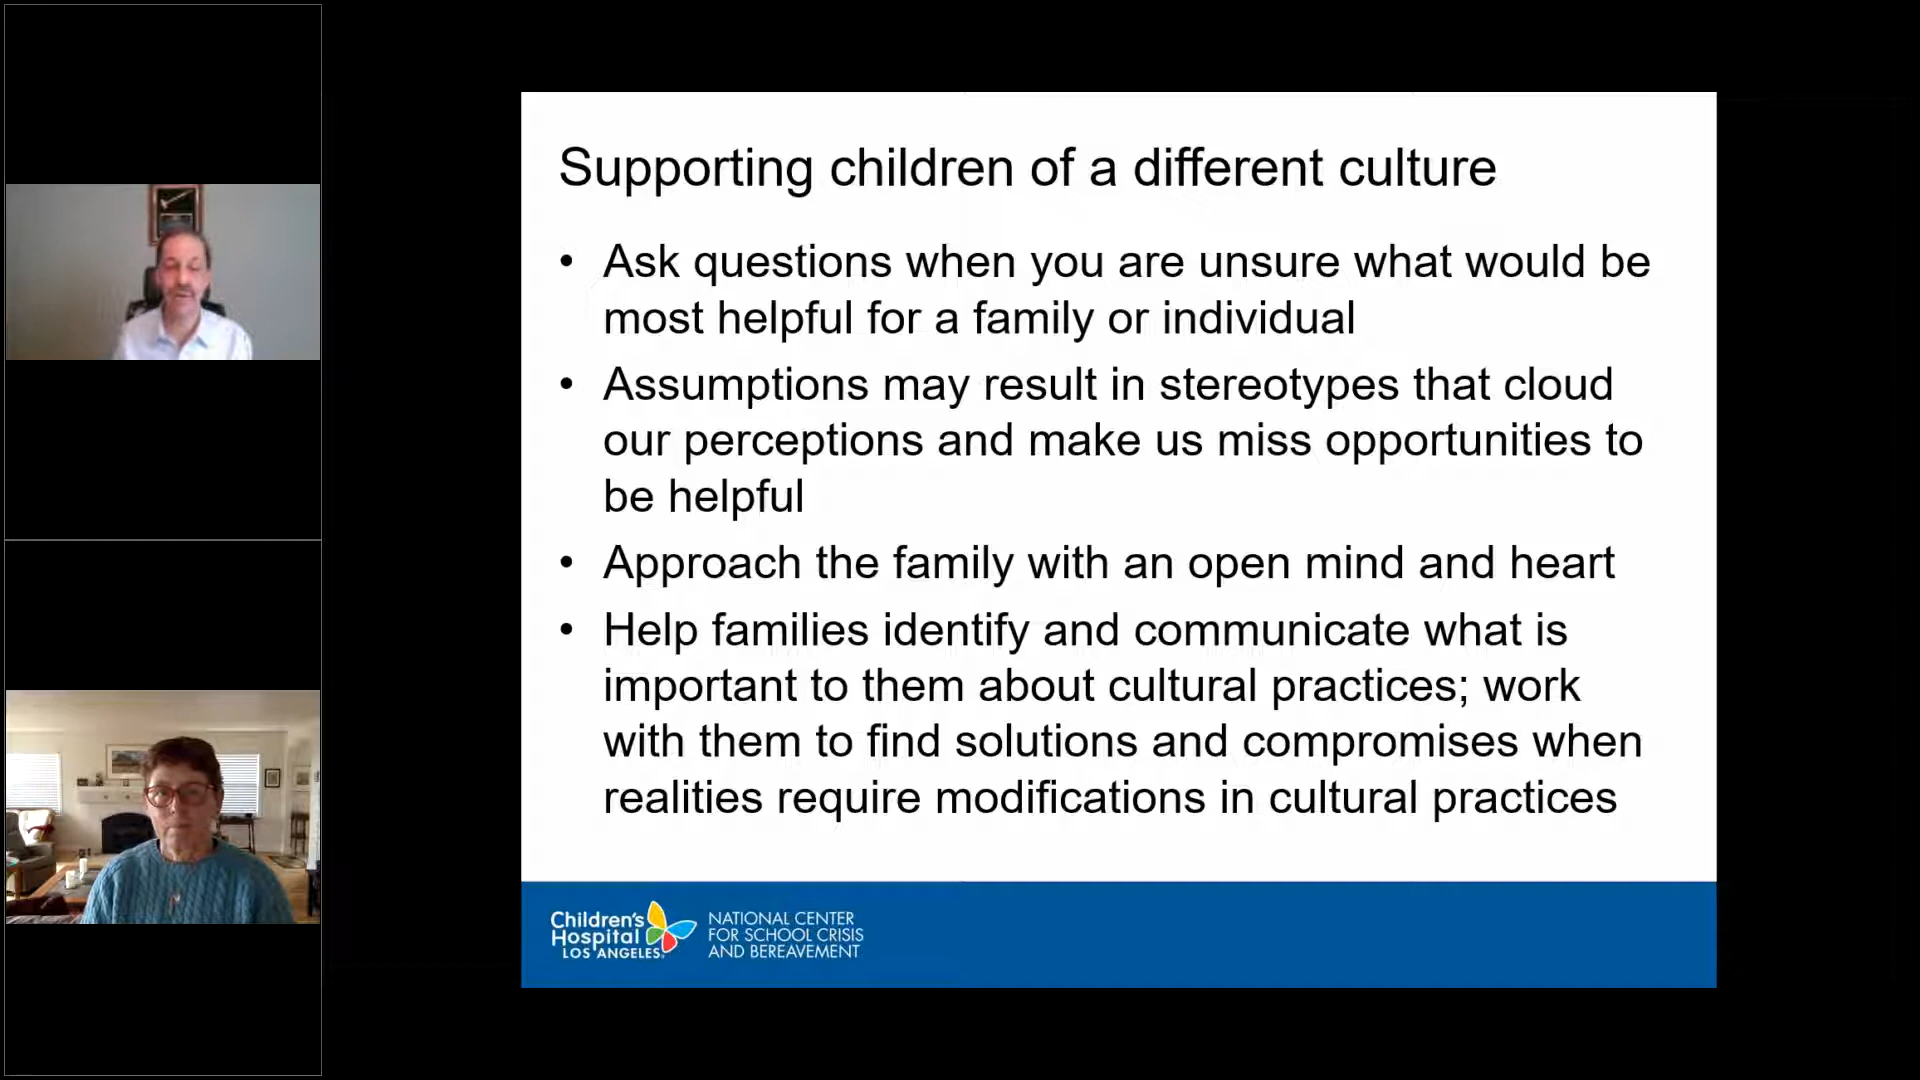 Supporting children of a different culture
• Ask questions when you are unsure what would be
most helpful for a family or individual
• Assumptions may result in stereotypes that cloud
our perceptions and make us miss opportunities to
be helpful
• Approach the family with an open mind and heart
• Help families identify and communicate what is
important to them about cultural practices; work
with them to find solutions and compromises when
realities require modifications in cultural practices
Children's
Hospital
LOS ANGELES
NATIONAL CENTER
FOR SCHOOL CRISIS
AND BEREAVEMENT